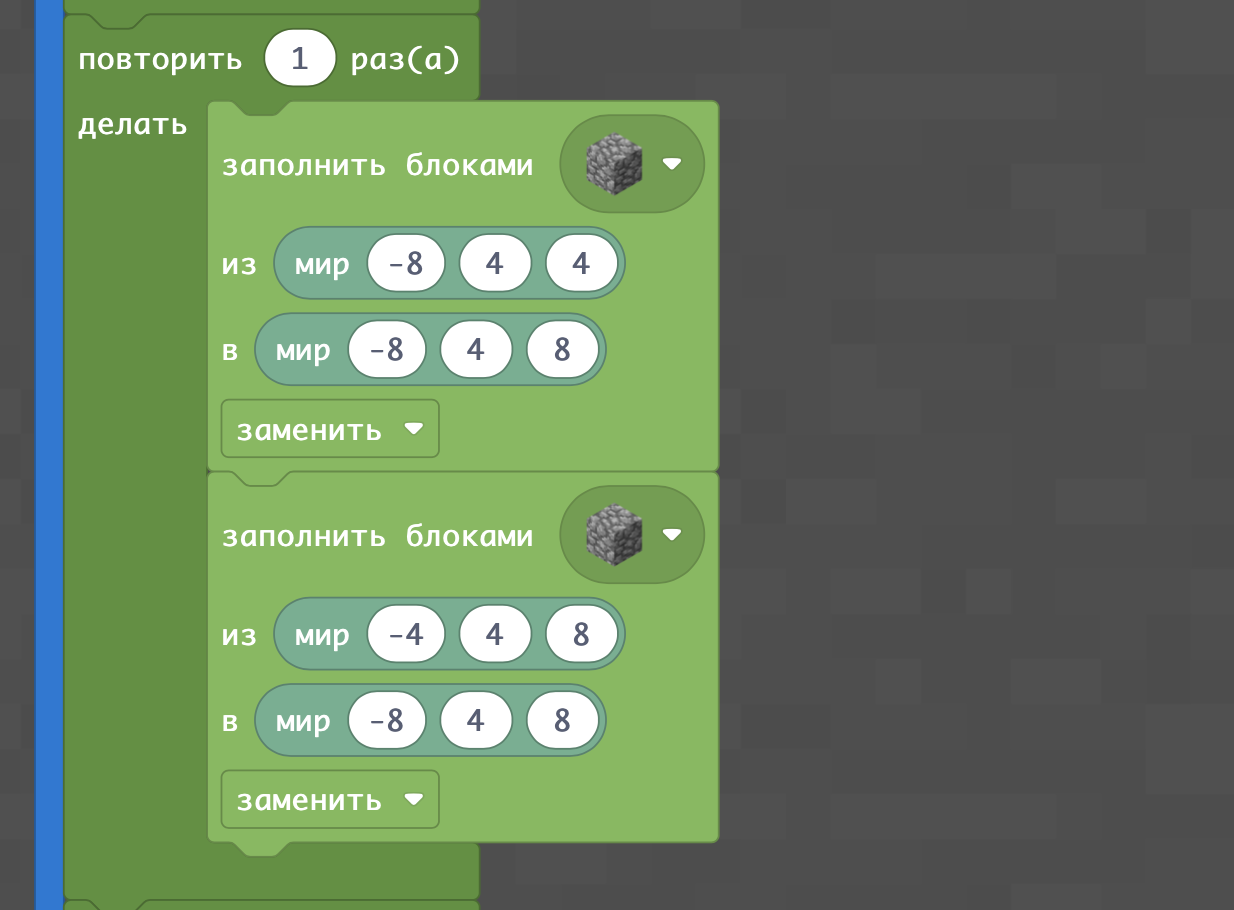 повторить 1 раз(а)
делать
заполнить блоками
из мир -8 4 4
в мир -8 4 8
заменить
заполнить блоками
из мир -4 4 8
в мир -8 4 8
заменить